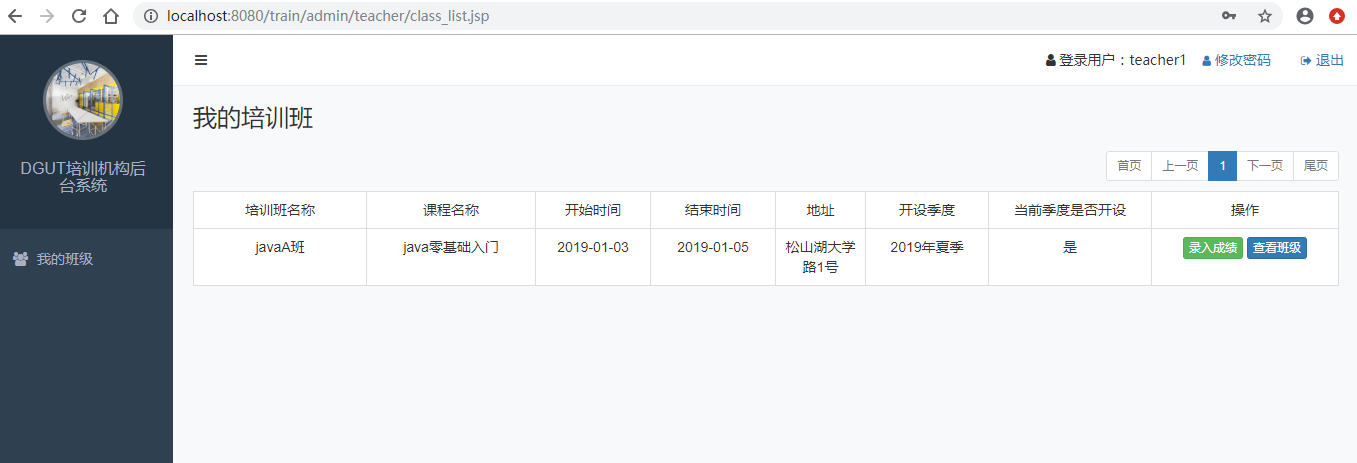 localhost:8080/train/admin/teacher/class_list.jsp
DGUT培训机构后
台系统
我的班级
登录用户：teacher1 修改密码 退出
我的培训班
首页 上一页 1 下一页 尾页
培训班名称 课程名称 开始时间 结束时间 地址 开设季度 当前季度是否开设 操作
javaA班 java零基础入门 2019-01-03 2019-01-05 松山湖大学 2019年夏季 是 录入成绩 查看班级
路1号